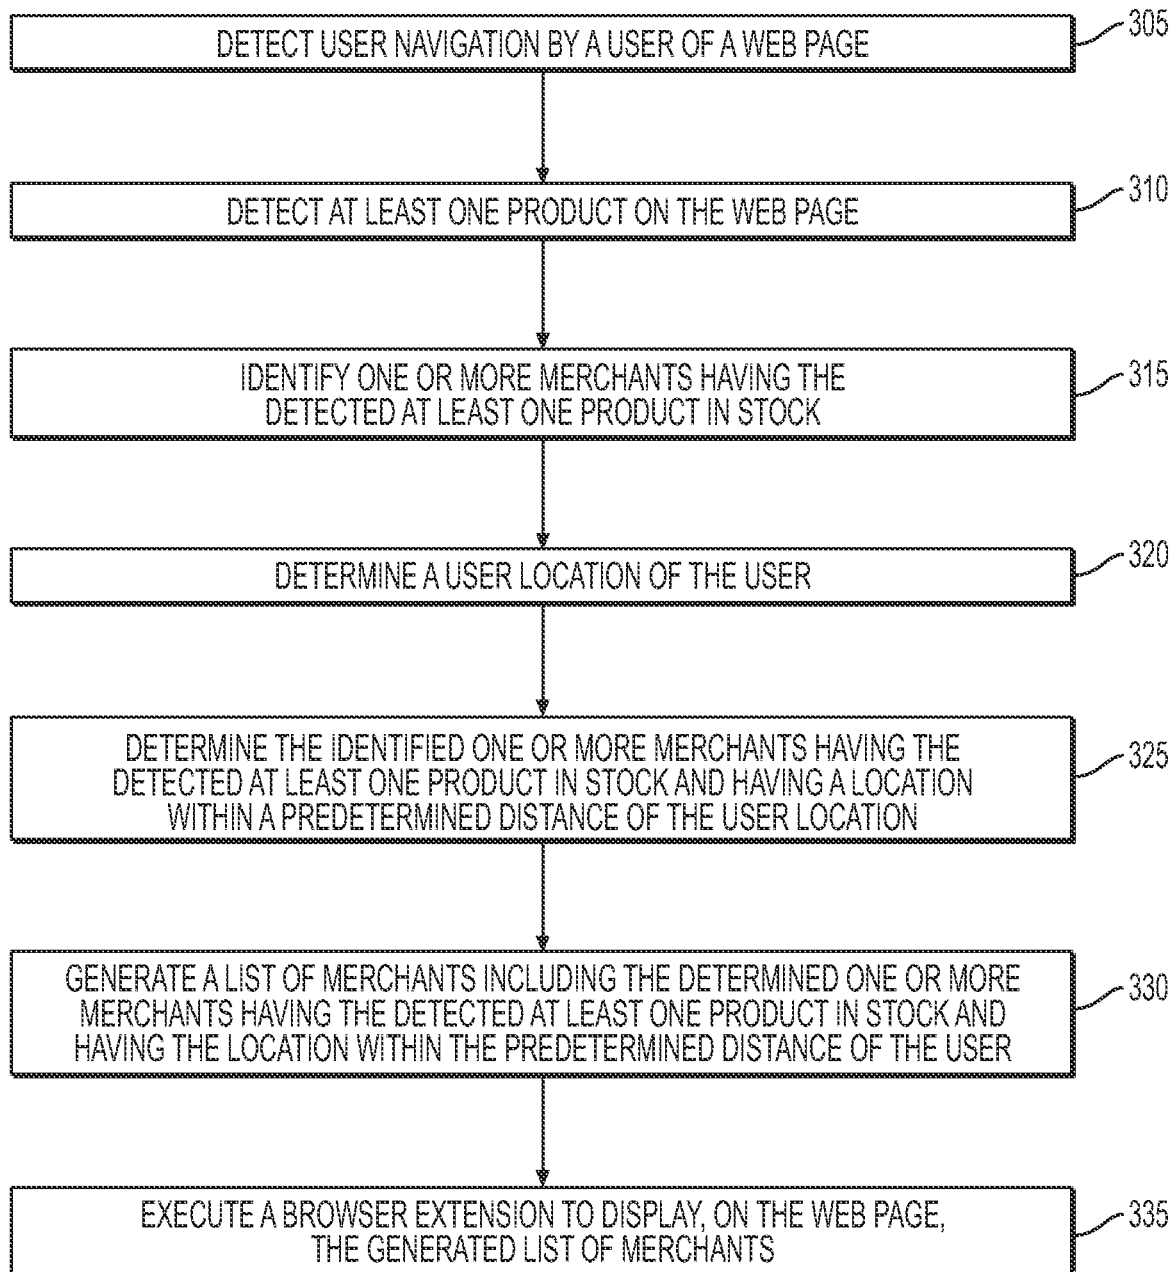 DETECT USER NAVIGATION BY A USER OF A WEB PAGE
305
DETECT AT LEAST ONE PRODUCT ON THE WEB PAGE
310
IDENTIFY ONE OR MORE MERCHANTS HAVING THE
DETECTED AT LEAST ONE PRODUCT IN STOCK
315
DETERMINE A USER LOCATION OF THE USER
320
DETERMINE THE IDENTIFIED ONE OR MORE MERCHANTS HAVING THE
DETECTED AT LEAST ONE PRODUCT IN STOCK AND HAVING A LOCATION
WITHIN A PREDETERMINED DISTANCE OF THE USER LOCATION
325
GENERATE A LIST OF MERCHANTS INCLUDING THE DETERMINED ONE OR MORE
MERCHANTS HAVING THE DETECTED AT LEAST ONE PRODUCT IN STOCK AND
HAVING THE LOCATION WITHIN THE PREDETERMINED DISTANCE OF THE USER
330
EXECUTE A BROWSER EXTENSION TO DISPLAY, ON THE WEB PAGE,
THE GENERATED LIST OF MERCHANTS
335